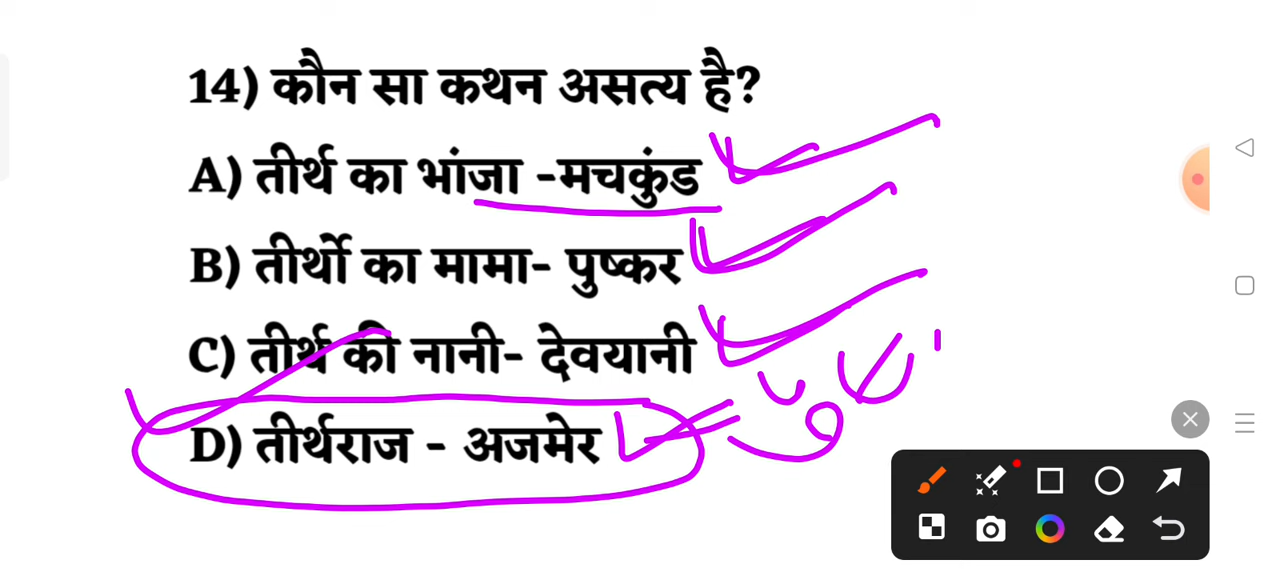 14) कौन सा कथन असत्य है?
A) तीर्थ का भांजा -मचकुंड
B) तीर्थो का मामा- पुष्कर
C) तीर्थ की नानी- देवयानी
D) तीर्थराज - अजमेर